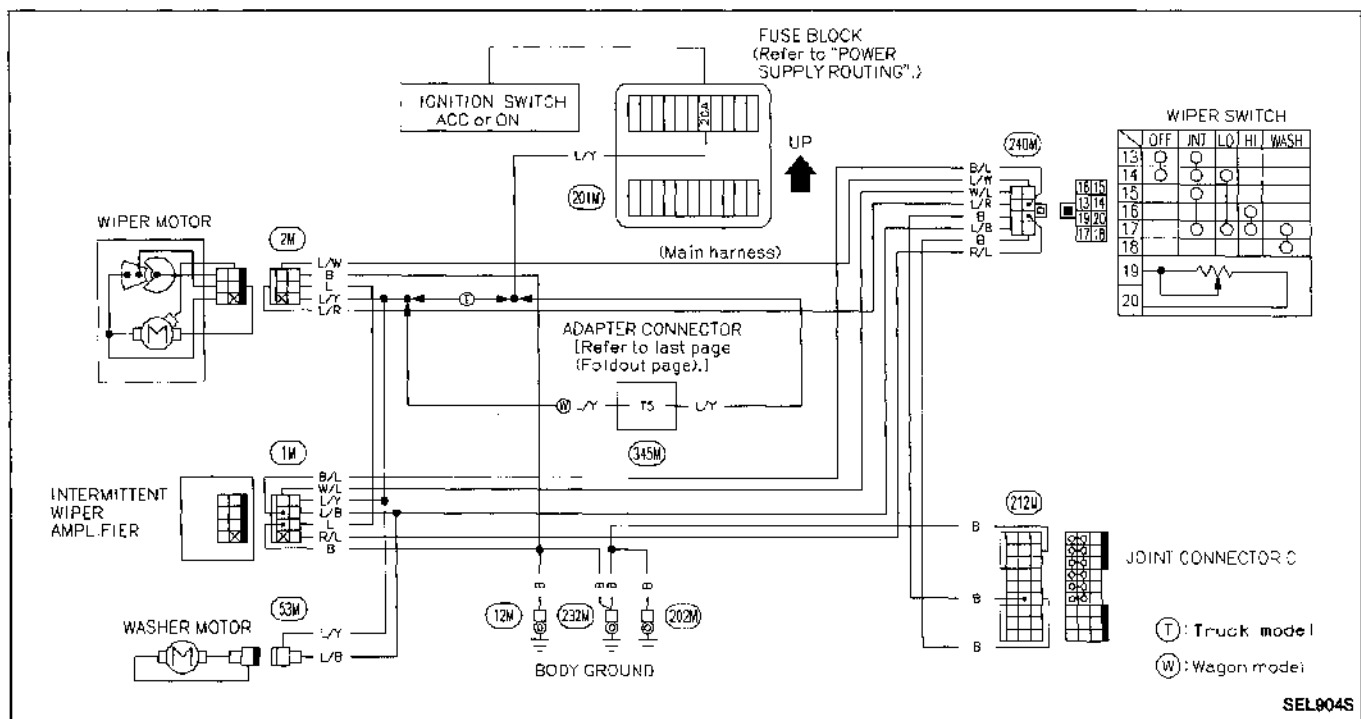 FUSE BLOCK
(Refer to "POWER
SUPPLY ROUTING".)
IGNITION SWITCH
ACC or ON
20A
UP
L/Y
201M
(Main harness)
WIPER SWITCH
OFF INT LO HI WASH
13
14
15
16
17
18
19
20
240M
B/L
L/W
W/L
L/R
B
L/B
B
R/L
16 15
13 14
19 20
17 18
WIPER MOTOR
M
2M
L/W
B
L
L/Y
L/R
T
ADAPTER CONNECTOR
[Refer to last page
(Foldout page).]
W L/Y T5 L/Y
345M
INTERMITTENT
WIPER
AMPLIFIER
1M
B/L
W/L
L/Y
L/B
L
R/L
B
WASHER MOTOR
M
53M
L/Y
L/B
B B B B
12M 232M 202M
BODY GROUND
212M
B
B
B
JOINT CONNECTOR C
T : Truck model
W : Wagon model
SEL904S